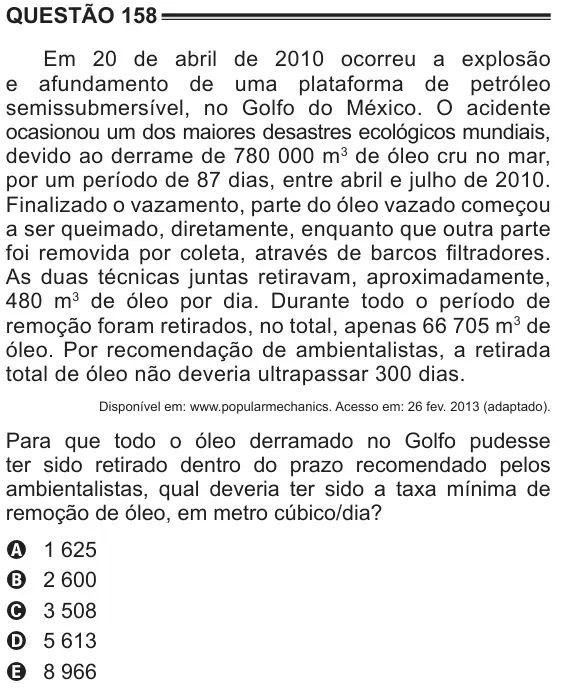 QUESTÃO 158
Em 20 de abril de 2010 ocorreu a explosão
e afundamento de uma plataforma de petróleo
semissubmersível, no Golfo do México. O acidente
ocasionou um dos maiores desastres ecológicos mundiais,
devido ao derrame de 780 000 m³ de óleo cru no mar,
por um período de 87 dias, entre abril e julho de 2010.
Finalizado o vazamento, parte do óleo vazado começou
a ser queimado, diretamente, enquanto que outra parte
foi removida por coleta, através de barcos filtradores.
As duas técnicas juntas retiravam, aproximadamente,
480 m³ de óleo por dia. Durante todo o período de
remoção foram retirados, no total, apenas 66 705 m³ de
óleo. Por recomendação de ambientalistas, a retirada
total de óleo não deveria ultrapassar 300 dias.
Disponível em: www.popularmechanics. Acesso em: 26 fev. 2013 (adaptado).
Para que todo o óleo derramado no Golfo pudesse
ter sido retirado dentro do prazo recomendado pelos
ambientalistas, qual deveria ter sido a taxa mínima de
remoção de óleo, em metro cúbico/dia?
A 1 625
B 2 600
C 3 508
D 5 613
E 8 966